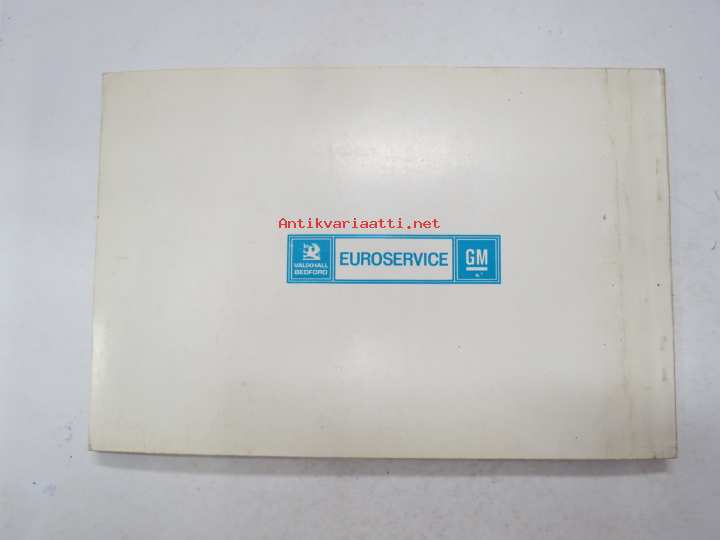 Antikvariaatti.net
VAUXHALL
BEDFORD
EUROSERVICE
GM